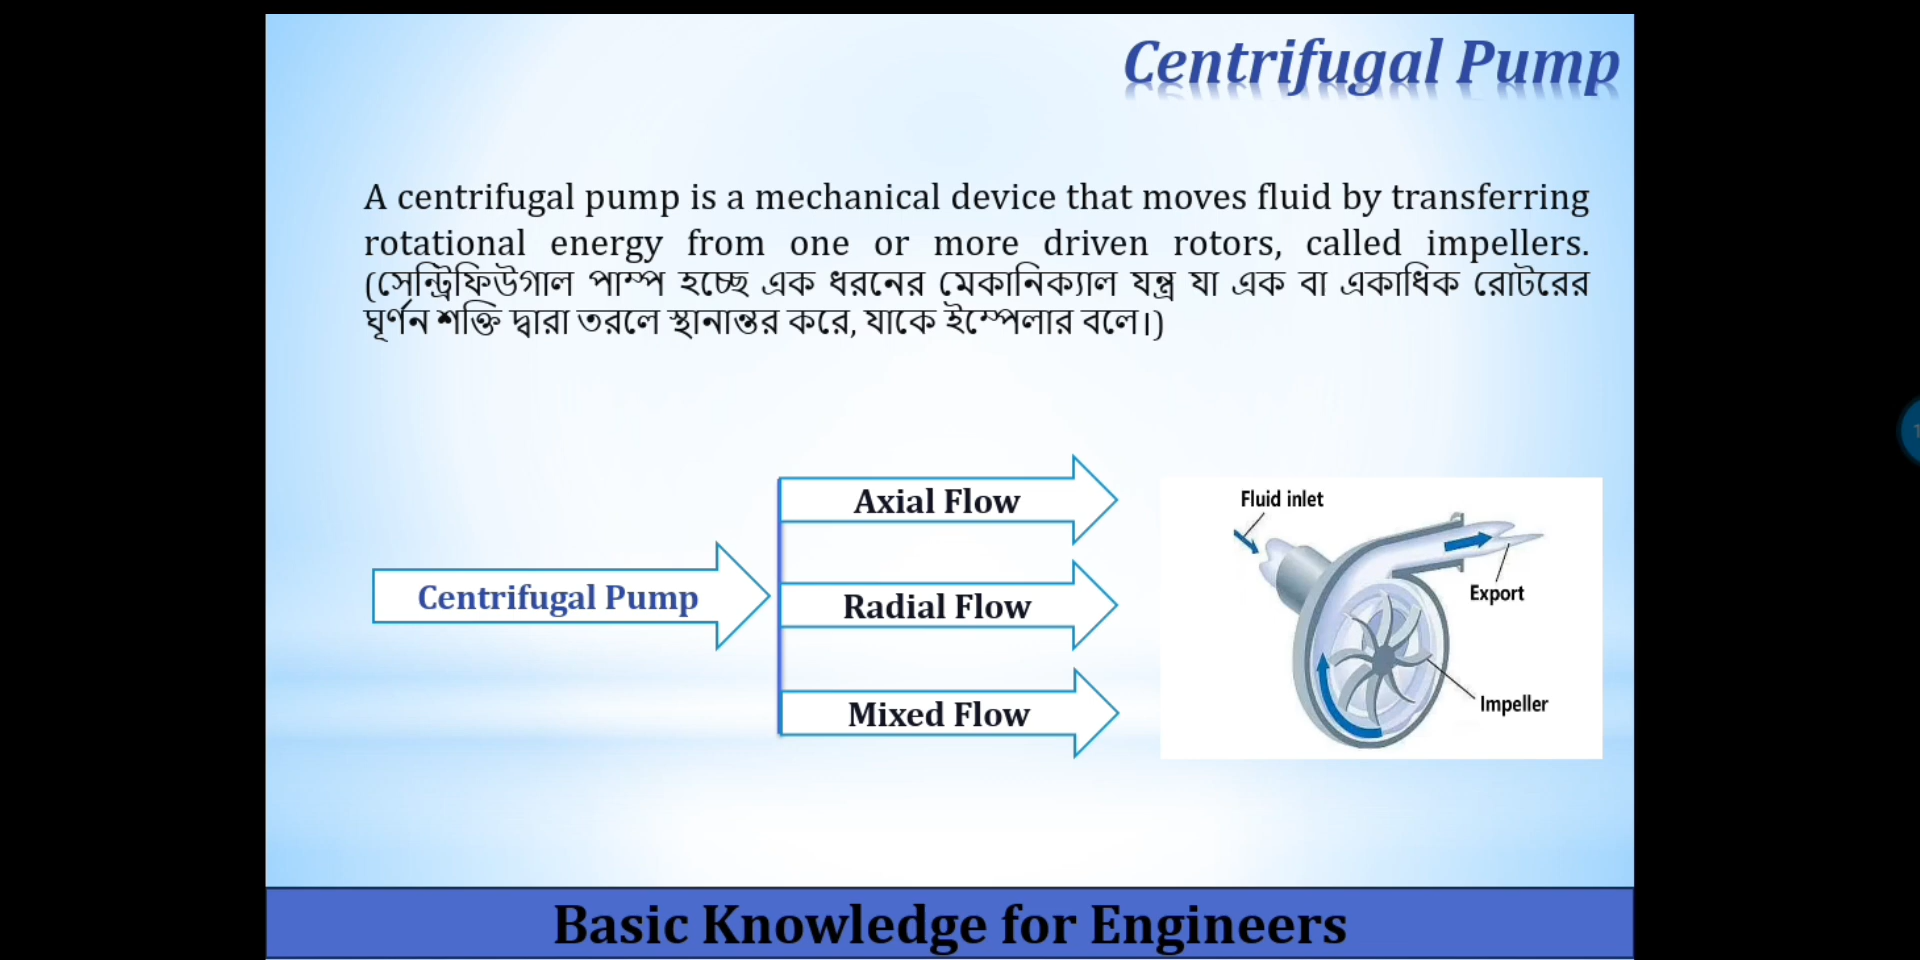 Centrifugal Pump
A centrifugal pump is a mechanical device that moves fluid by transferring
rotational energy from one or more driven rotors, called impellers.
(সেন্ট্রিফিউগাল পাম্প হচ্ছে এক ধরনের মেকানিক্যাল যন্ত্র যা এক বা একাধিক রোটরের
ঘূর্ণন শক্তি দ্বারা তরলে স্থানান্তর করে, যাকে ইম্পেলার বলে।)
Centrifugal Pump
Axial Flow
Radial Flow
Mixed Flow
Fluid inlet
Export
Impeller
Basic Knowledge for Engineers